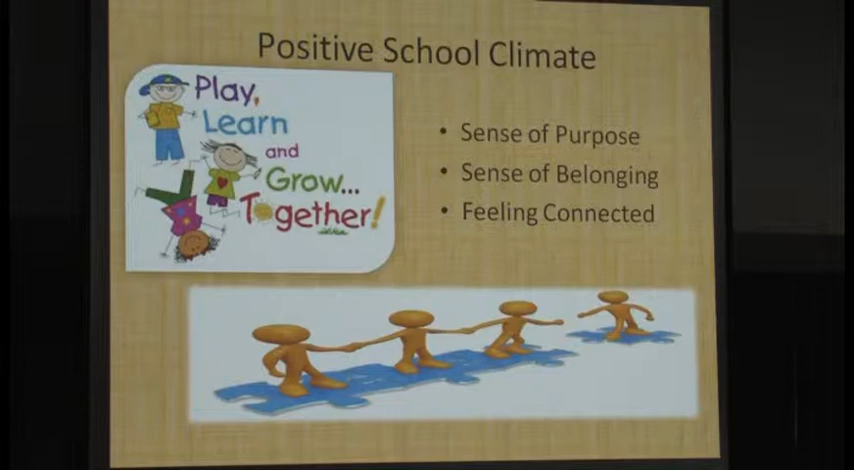 Positive School Climate
Play,
Learn
and
Grow...
Together!
• Sense of Purpose
• Sense of Belonging
• Feeling Connected